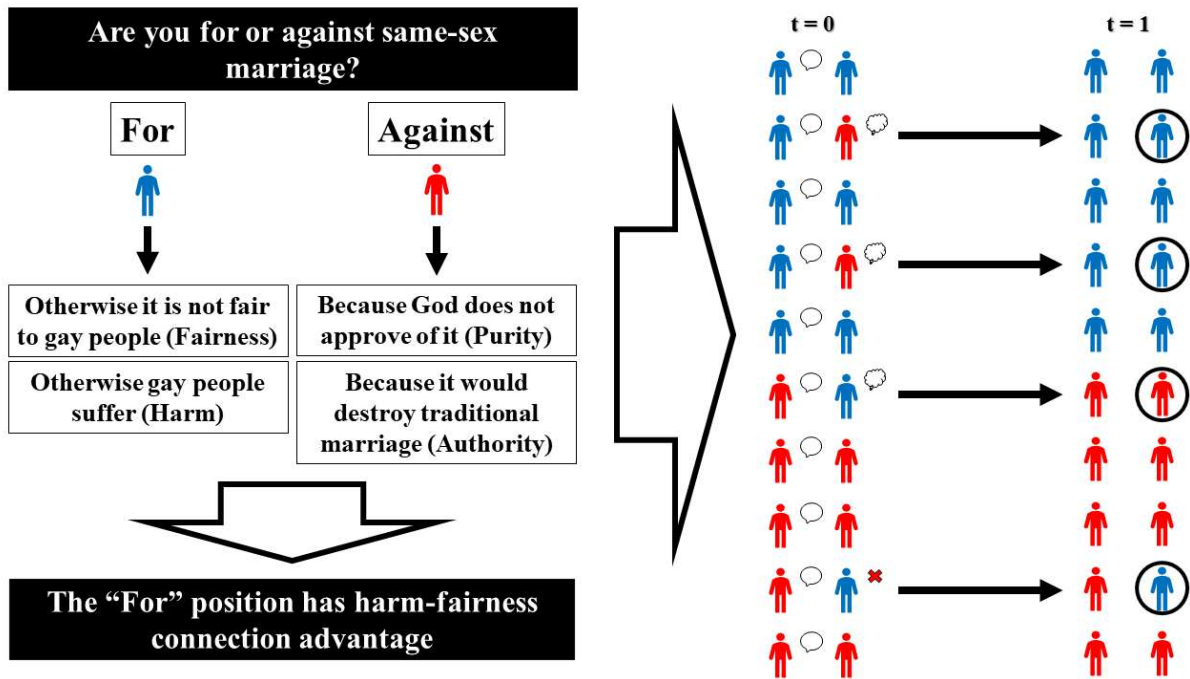 Are you for or against same-sex
marriage?
For
Against
Otherwise it is not fair
to gay people (Fairness)
Otherwise gay people
suffer (Harm)
Because God does not
approve of it (Purity)
Because it would
destroy traditional
marriage (Authority)
The “For” position has harm-fairness
connection advantage
t = 0
t = 1